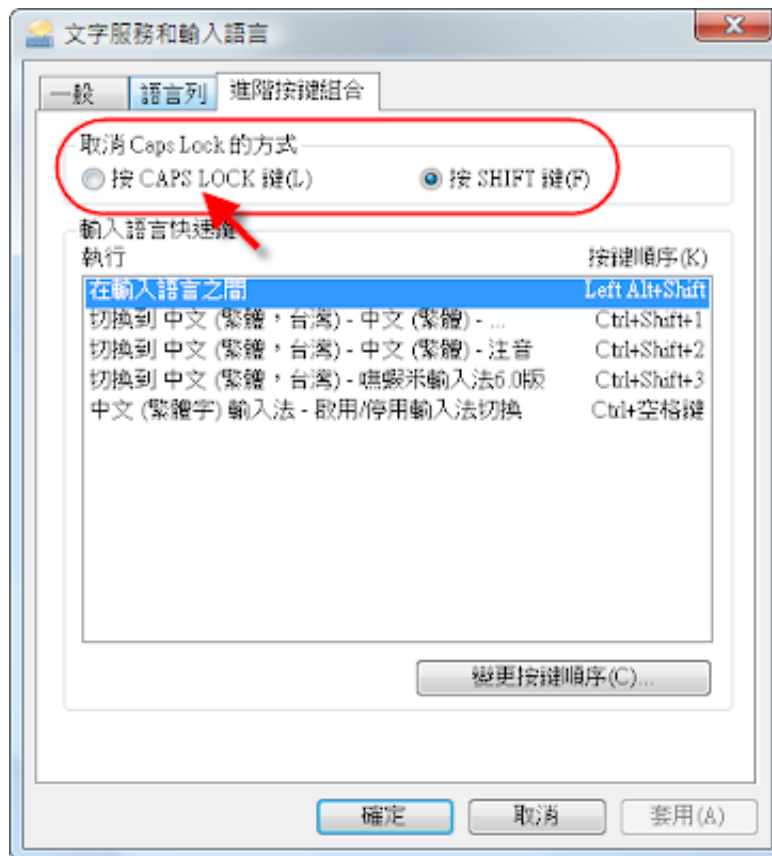 文字服務和輸入語言
一般 語言列 進階按鍵組合
取消 Caps Lock 的方式
按 CAPS LOCK 鍵(L) 按 SHIFT 鍵(F)
輸入語言快速鍵
執行 按鍵順序(K)
在輸入語言之間 Left Alt+Shift
切換到 中文 (繁體，台灣) - 中文 (繁體) - ... Ctrl+Shift+1
切換到 中文 (繁體，台灣) - 中文 (繁體) - 注音 Ctrl+Shift+2
切換到 中文 (繁體，台灣) - 嘸蝦米輸入法6.0版 Ctrl+Shift+3
中文 (繁體字) 輸入法 - 啟用/停用輸入法切換 Ctrl+空格鍵
變更按鍵順序(C)...
確定 取消 套用(A)